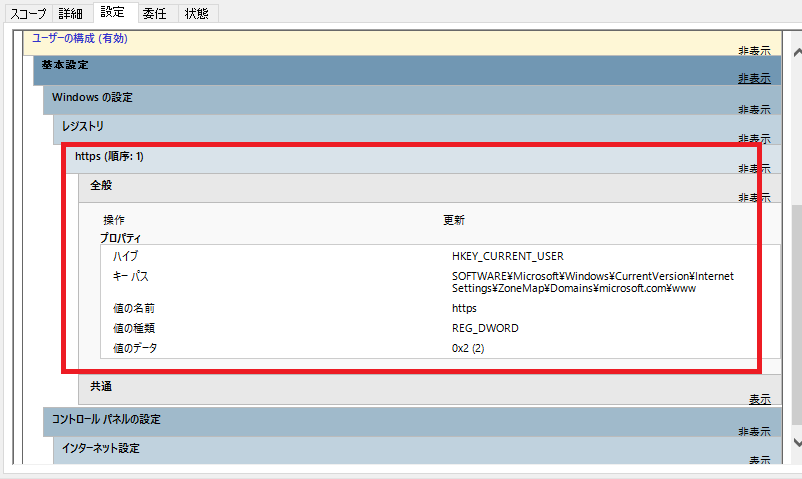 スコープ 詳細 設定 委任 状態
ユーザーの構成 (有効)
非表示
基本設定
非表示
Windows の設定
非表示
レジストリ
非表示
https (順序: 1)
非表示
全般
非表示
操作 更新
プロパティ
ハイブ HKEY_CURRENT_USER
キー パス SOFTWARE¥Microsoft¥Windows¥CurrentVersion¥Internet
Settings¥ZoneMap¥Domains¥microsoft.com¥www
値の名前 https
値の種類 REG_DWORD
値のデータ 0x2 (2)
共通
表示
コントロール パネルの設定
非表示
インターネット設定
表示